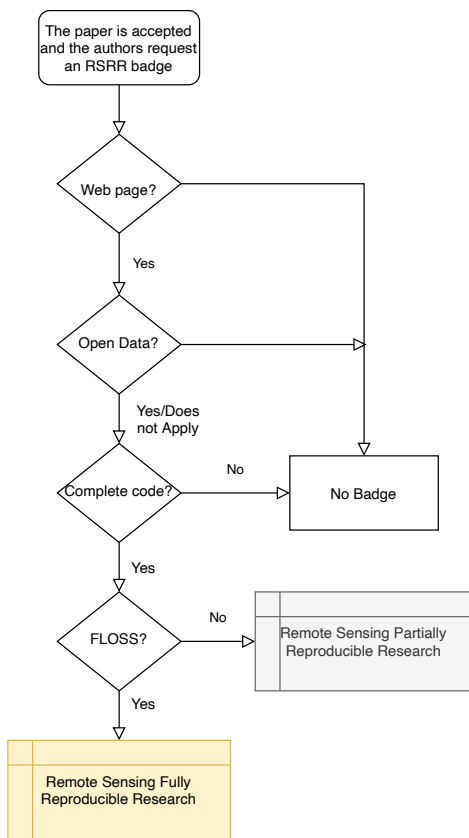 The paper is accepted
and the authors request
an RSRR badge
Web page?
Yes
Open Data?
Yes/Does
not Apply
Complete code?
No
No Badge
Yes
FLOSS?
No
Remote Sensing Partially
Reproducible Research
Yes
Remote Sensing Fully
Reproducible Research